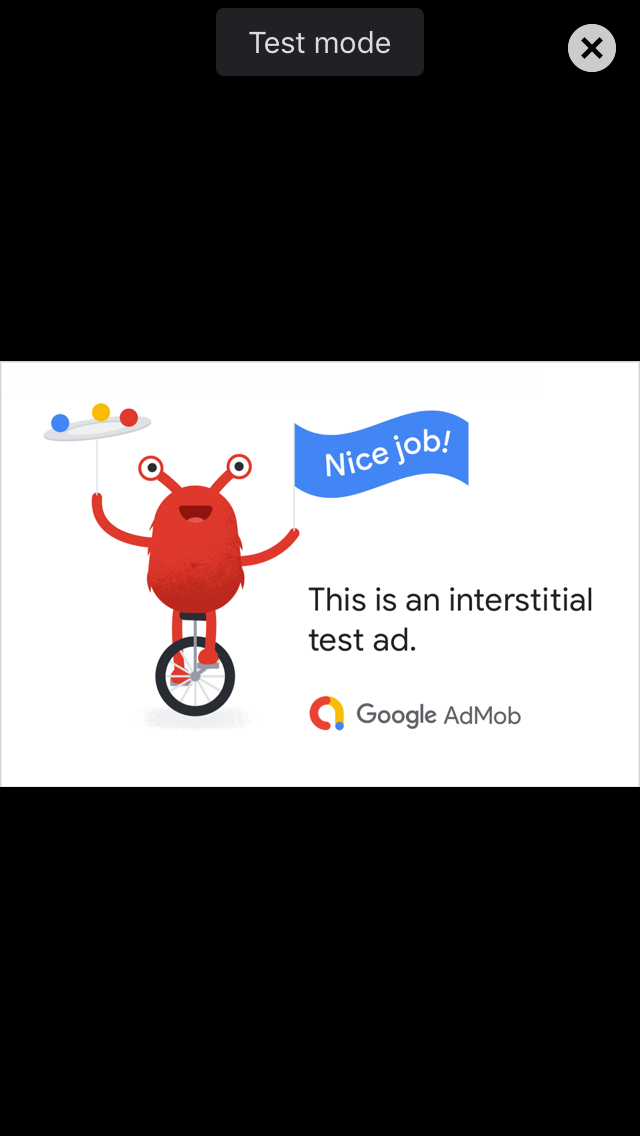 Test mode
Nice job!
This is an interstitial
test ad.
Google AdMob